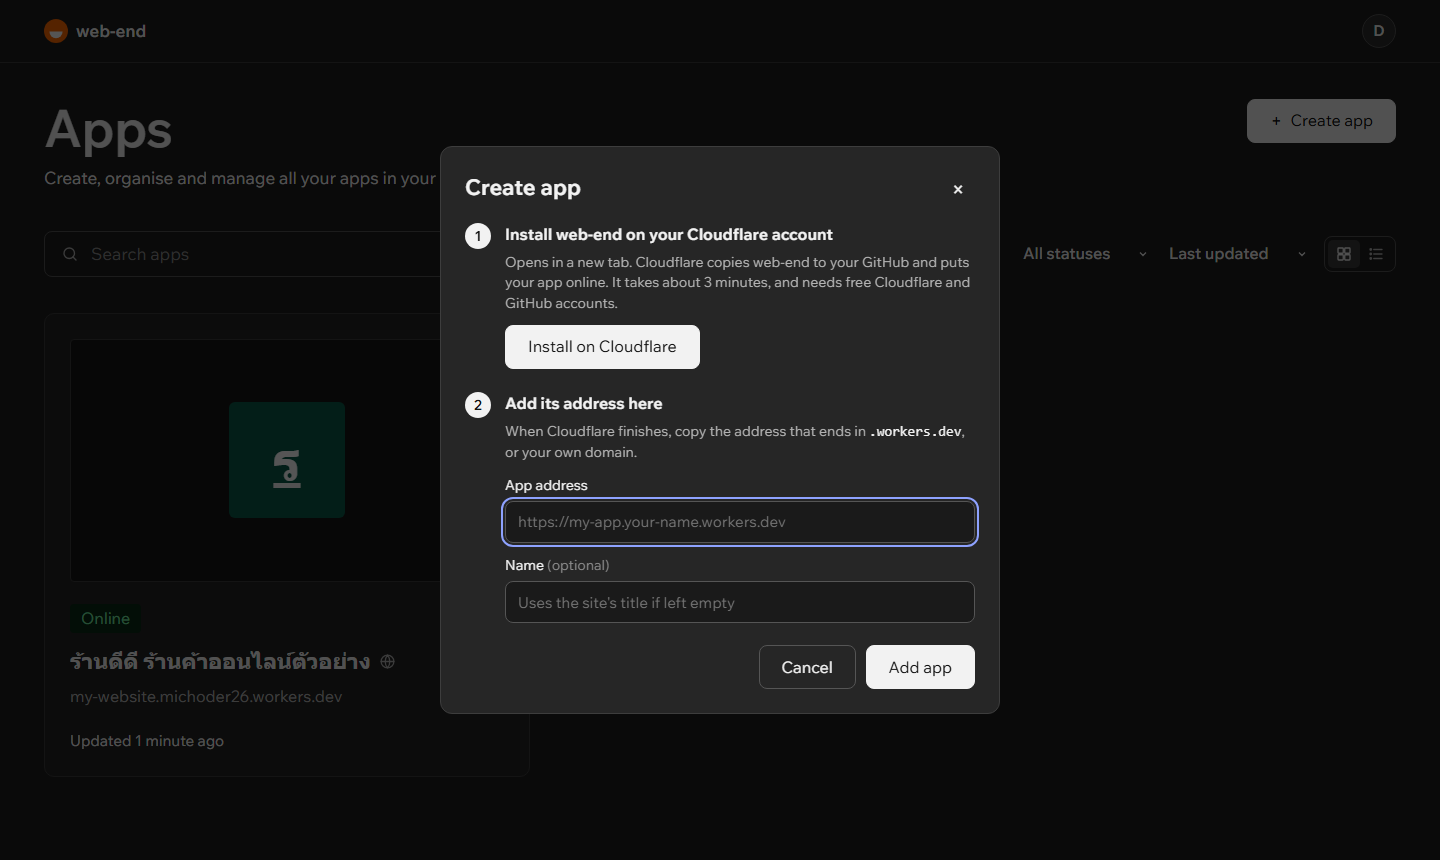 web-end
D
Apps
+ Create app
Create, organise and manage all your apps in your
Search apps
All statuses
Last updated
Create app
1
Install web-end on your Cloudflare account
Opens in a new tab. Cloudflare copies web-end to your GitHub and puts
your app online. It takes about 3 minutes, and needs free Cloudflare and
GitHub accounts.
Install on Cloudflare
2
Add its address here
When Cloudflare finishes, copy the address that ends in .workers.dev,
or your own domain.
App address
https://my-app.your-name.workers.dev
Name (optional)
Uses the site's title if left empty
Cancel
Add app
ร
Online
ร้านดีดี ร้านค้าออนไลน์ตัวอย่าง
my-website.michoder26.workers.dev
Updated 1 minute ago